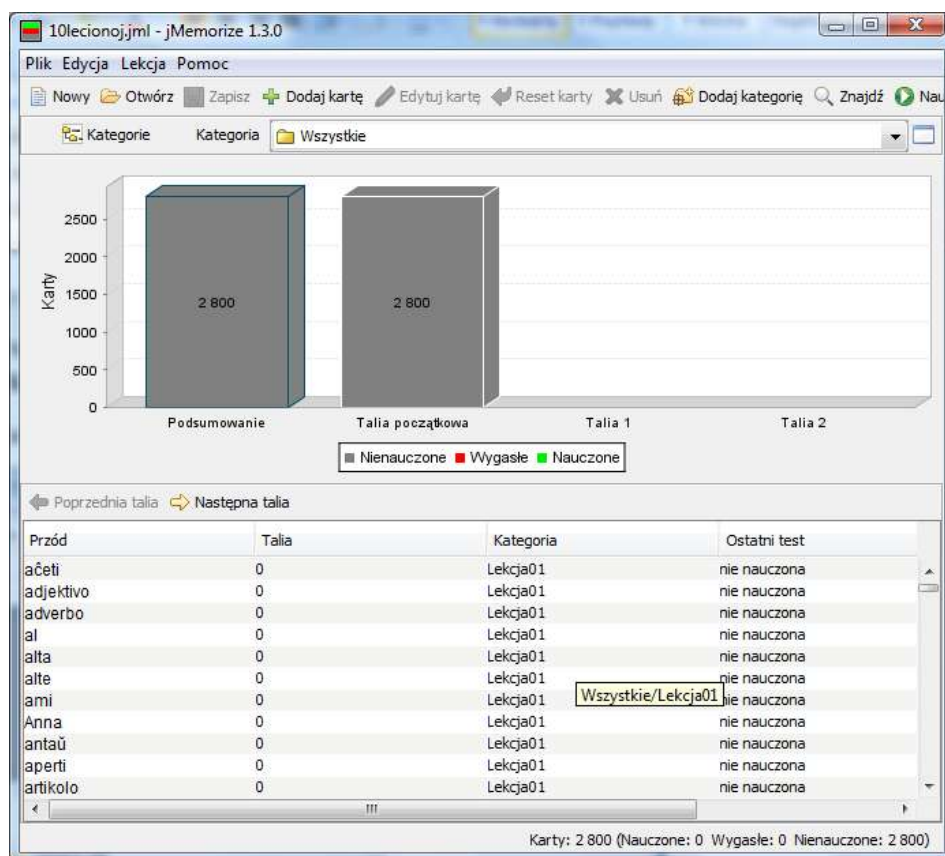 10lecionoj.jml - jMemorize 1.3.0
Plik Edycja Lekcja Pomoc
Nowy Otwórz Zapisz Dodaj kartę Edytuj kartę Reset karty Usuń Dodaj kategorię Znajdź Nau
Kategorie Kategoria Wszystkie
2500
2000
1500
1000
500
0
Karty
2 800 2 800
Podsumowanie Talia początkowa Talia 1 Talia 2
Nienauczone Wygasłe Nauczone
Poprzednia talia Następna talia
Przód Talia Kategoria Ostatni test
aĉeti 0 Lekcja01 nie nauczona
adjektivo 0 Lekcja01 nie nauczona
adverbo 0 Lekcja01 nie nauczona
al 0 Lekcja01 nie nauczona
alta 0 Lekcja01 nie nauczona
alte 0 Lekcja01 nie nauczona
ami 0 Lekcja01 nie nauczona
Wszystkie/Lekcja01
Anna 0 Lekcja01 nie nauczona
antaŭ 0 Lekcja01 nie nauczona
aperti 0 Lekcja01 nie nauczona
artikolo 0 Lekcja01 nie nauczona
Karty: 2 800 (Nauczone: 0 Wygasłe: 0 Nienauczone: 2 800)